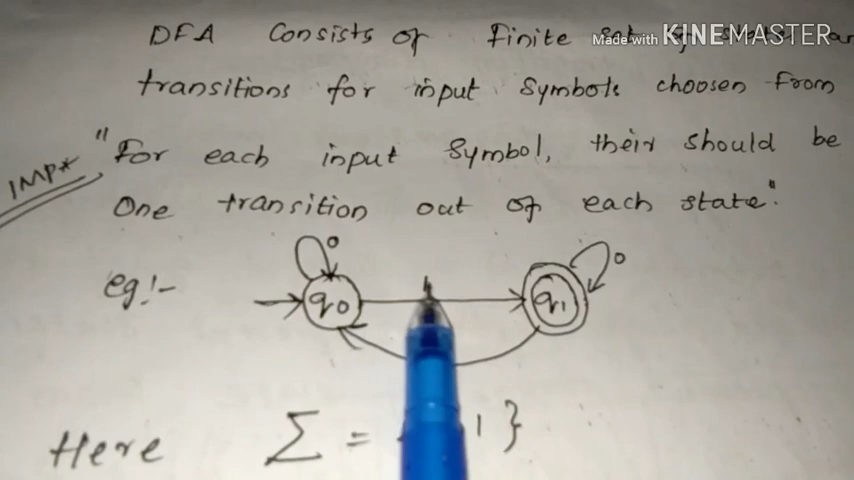 DFA Consists of Finite
Made with KINEMASTER
transitions for input symbols choosen from
IMP* "For each input symbol, their should be
One transition out of each state".
eg:-
0
0
1
q0
q1
Here Σ = { 1 }